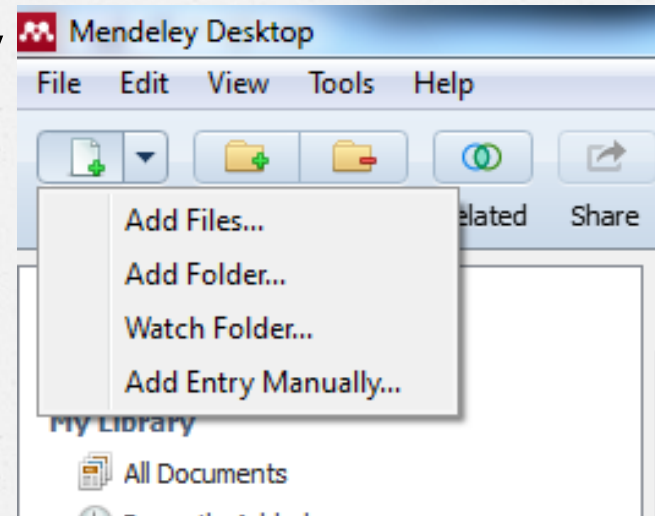 Mendeley Desktop
File Edit View Tools Help
Add Files...
elated Share
Add Folder...
Watch Folder...
Add Entry Manually...
My Library
All Documents